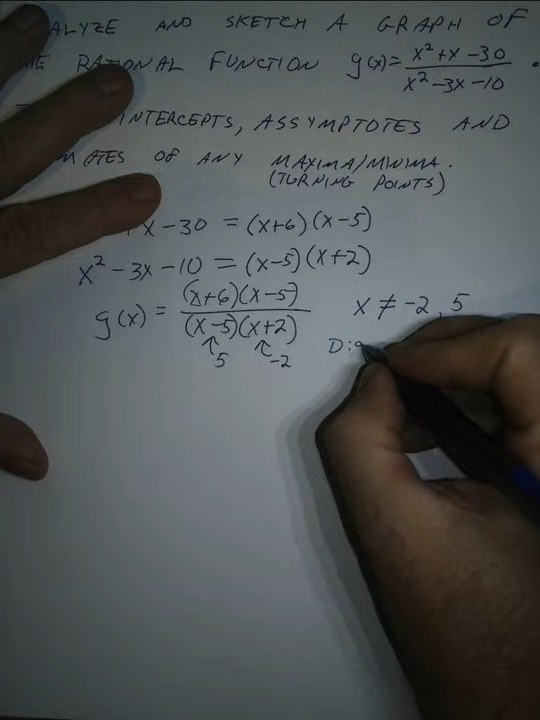 ALYZE AND SKETCH A GRAPH OF
E RATIONAL FUNCTION g(x) = x² + x - 30 / x² - 3x - 10 .
INTERCEPTS, ASSYMPTOTES AND
OF ANY MAXIMA/MINIMA.
(TURNING POINTS)
x - 30 = (x+6)(x-5)
x² - 3x - 10 = (x-5)(x+2)
g(x) = (x+6)(x-5) / (x-5)(x+2) x ≠ -2, 5
↑5 ↑-2 D: